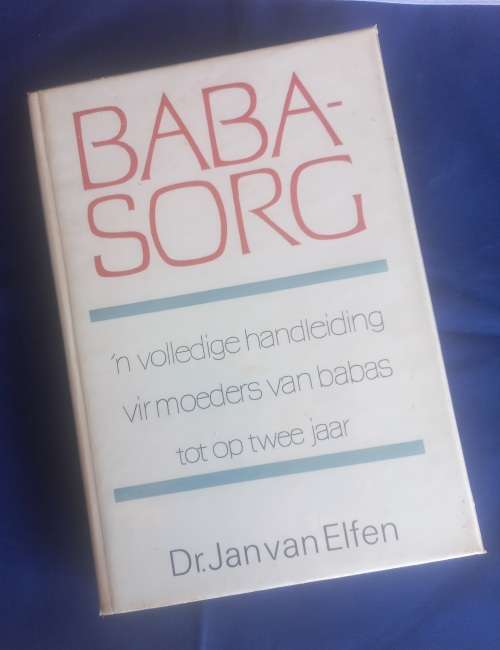 BABA-
SORG
'n volledige handleiding
vir moeders van babas
tot op twee jaar
Dr. Jan van Elfen